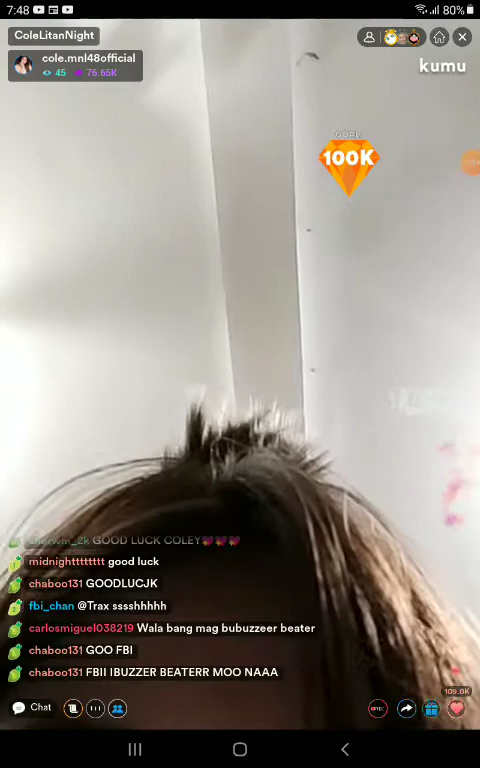 7:48
80%
ColeLitanNight
cole.mnl48official
45 76.65K
kumu
GOAL:
100K
GOOD LUCK COLEY
midnighttttttttt good luck
chaboo131 GOODLUCJK
fbi_chan @Trax sssshhhhh
carlosmiguel038219 Wala bang mag bubuzzeer beater
chaboo131 GOO FBI
chaboo131 FBII IBUZZER BEATERR MOO NAAA
109.0K
Chat